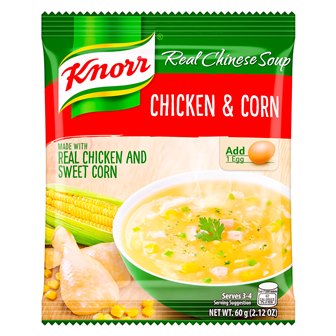 Knorr
Real Chinese Soup
CHICKEN & CORN
MADE WITH
REAL CHICKEN AND
SWEET CORN
Add
1 Egg
Serves 3-4
Serving Suggestion
NET WT. 60 g (2.12 OZ)